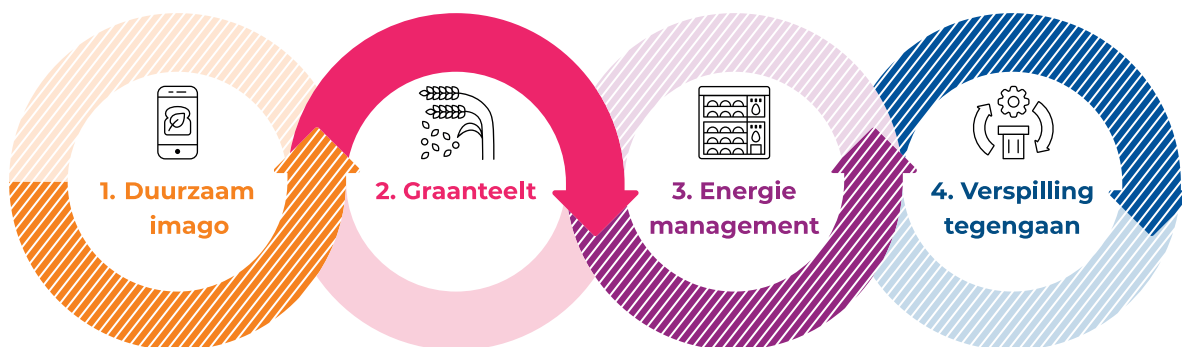 1. Duurzaam
imago
2. Graanteelt
3. Energie
management
4. Verspilling
tegengaan